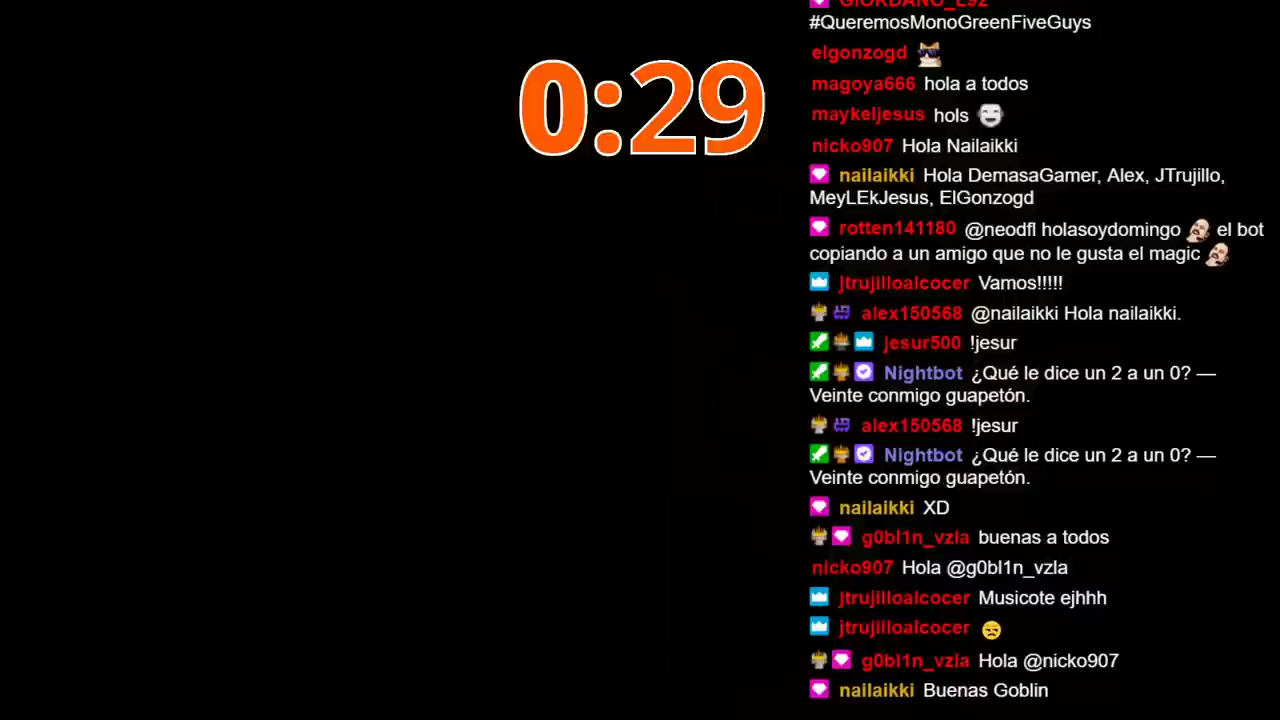 GIORDANO_L92
#QueremosMonoGreenFiveGuys
0:29
elgonzogd
magoya666 hola a todos
maykeljesus hols
nicko907 Hola Nailaikki
nailaikki Hola DemasaGamer, Alex, JTrujillo,
MeyLEkJesus, ElGonzogd
rotten141180 @neodfl holasoydomingo el bot
copiando a un amigo que no le gusta el magic
jtrujilloalcocer Vamos!!!!!
alex150568 @nailaikki Hola nailaikki.
jesur500 !jesur
Nightbot ¿Qué le dice un 2 a un 0? —
Veinte conmigo guapetón.
alex150568 !jesur
Nightbot ¿Qué le dice un 2 a un 0? —
Veinte conmigo guapetón.
nailaikki XD
g0bl1n_vzla buenas a todos
nicko907 Hola @g0bl1n_vzla
jtrujilloalcocer Musicote ejhhh
jtrujilloalcocer
g0bl1n_vzla Hola @nicko907
nailaikki Buenas Goblin